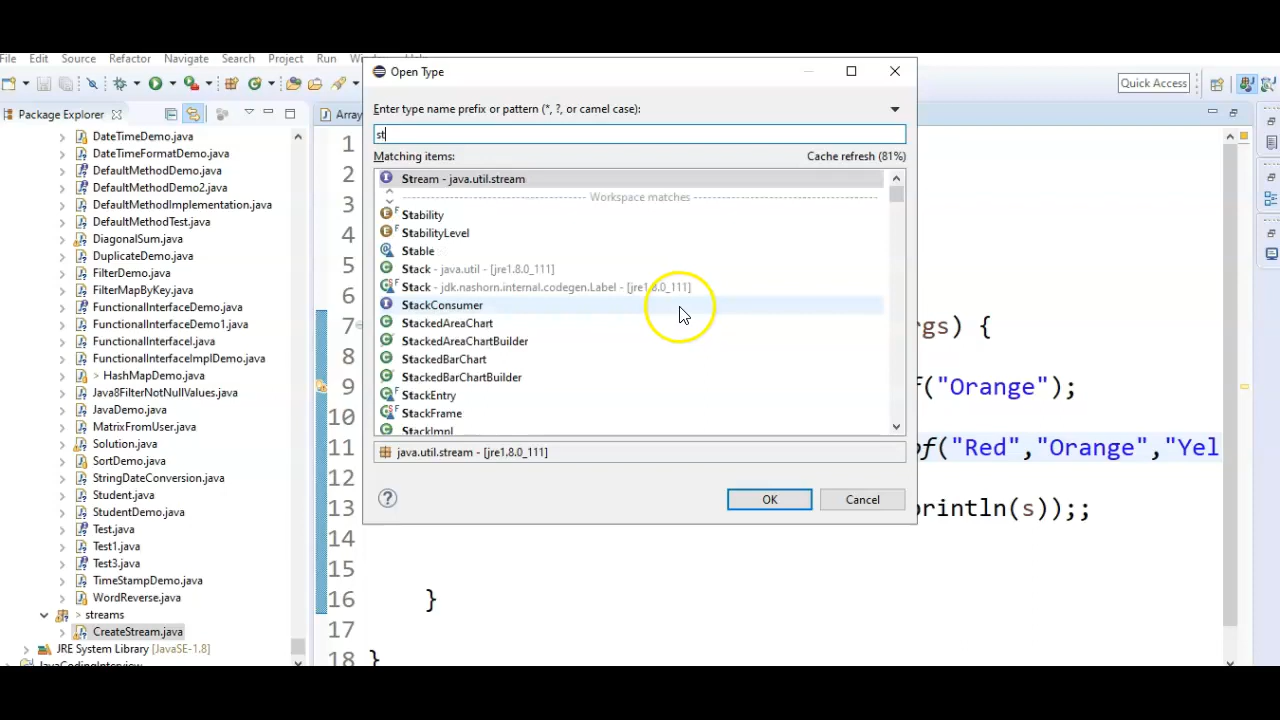 File Edit Source Refactor Navigate Search Project Run
Open Type
Quick Access
Package Explorer
Array
Enter type name prefix or pattern (*, ?, or camel case):
st
Matching items:
Cache refresh (81%)
Stream - java.util.stream
Workspace matches
Stability
StabilityLevel
Stable
Stack - java.util - [jre1.8.0_111]
Stack - jdk.nashorn.internal.codegen.Label - [jre1.8.0_111]
StackConsumer
StackedAreaChart
StackedAreaChartBuilder
StackedBarChart
StackedBarChartBuilder
StackEntry
StackFrame
StackImpl
java.util.stream - [jre1.8.0_111]
OK
Cancel
DateTimeDemo.java
DateTimeFormatDemo.java
DefaultMethodDemo.java
DefaultMethodDemo2.java
DefaultMethodImplementation.java
DefaultMethodTest.java
DiagonalSum.java
DuplicateDemo.java
FilterDemo.java
FilterMapByKey.java
FunctionalInterfaceDemo.java
FunctionalInterfaceDemo1.java
FunctionalInterfaceI.java
FunctionalInterfaceImplDemo.java
> HashMapDemo.java
Java8FilterNotNullValues.java
JavaDemo.java
MatrixFromUser.java
Solution.java
SortDemo.java
StringDateConversion.java
Student.java
StudentDemo.java
Test.java
Test1.java
Test3.java
TimeStampDemo.java
WordReverse.java
> streams
CreateStream.java
JRE System Library [JavaSE-1.8]
JavaCodingInterview
1
2
3
4
5
6
7 gs) {
8
9 f("Orange");
10
11 of("Red","Orange","Yel
12
13 println(s));;
14
15
16 }
17
18 }